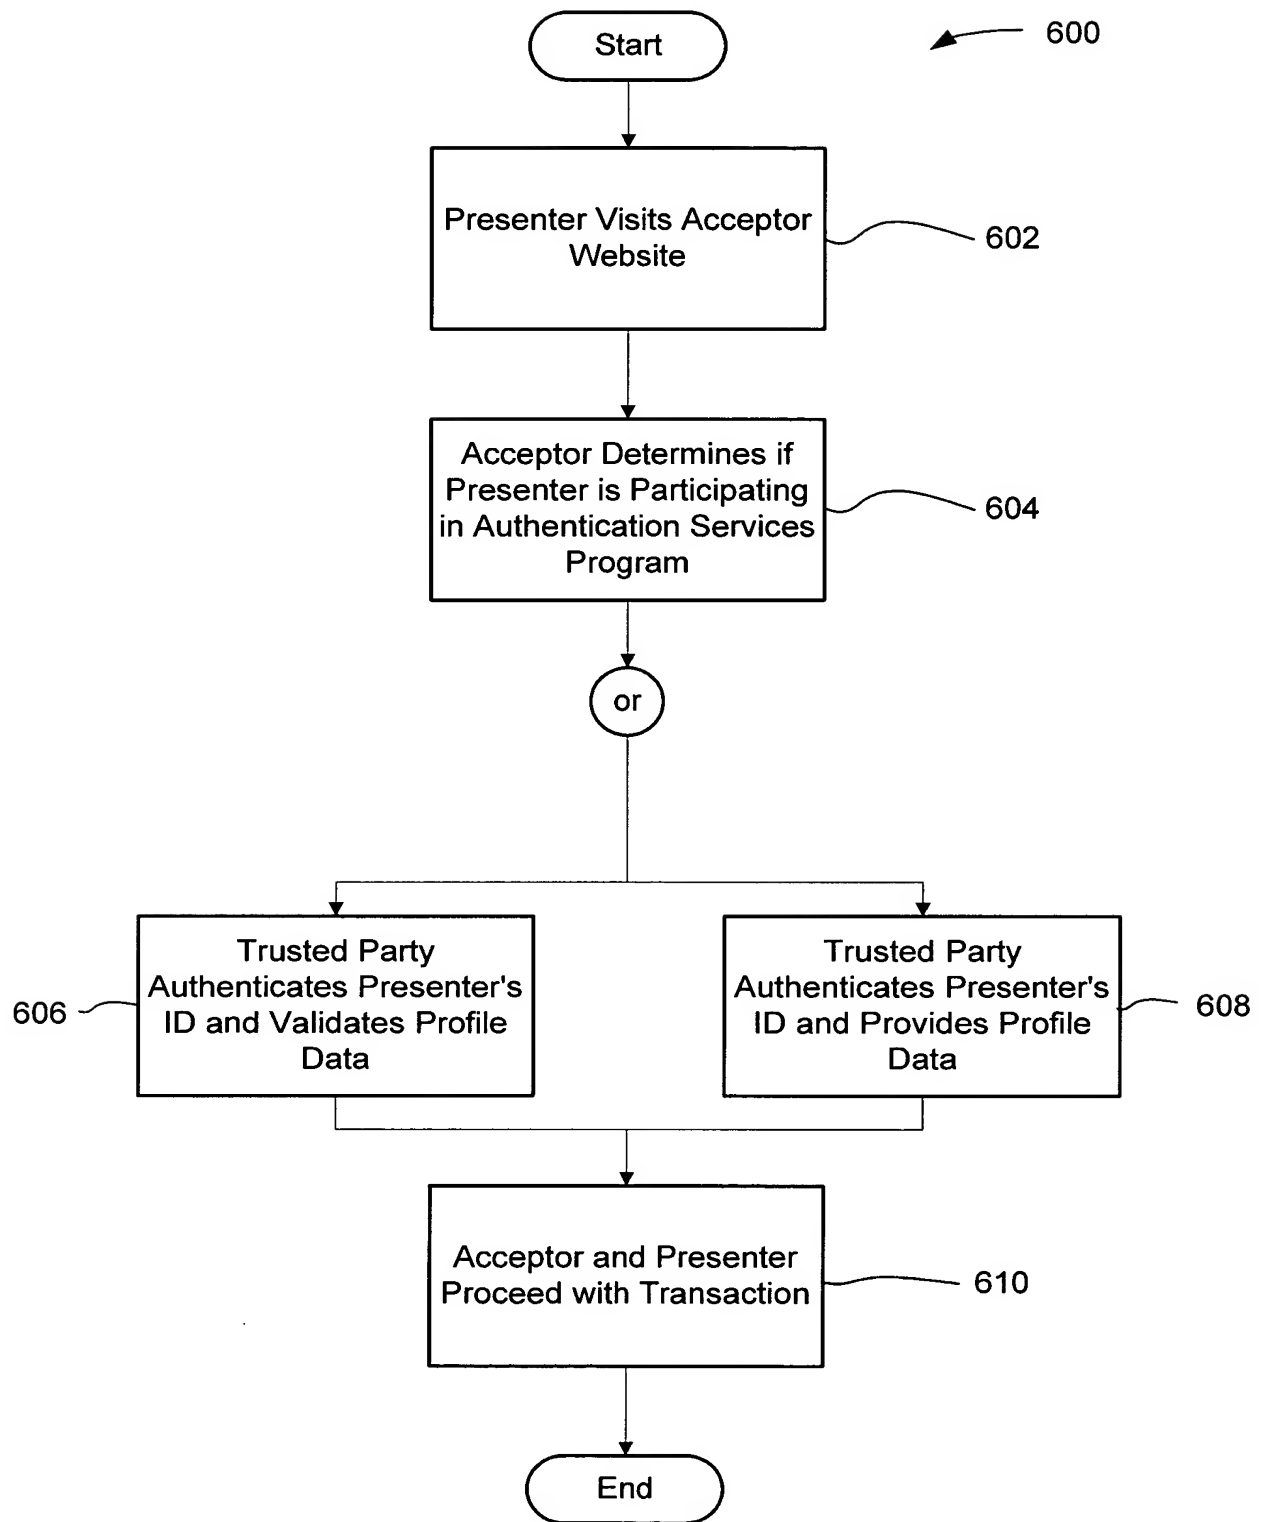 Start
600
Presenter Visits Acceptor
Website
602
Acceptor Determines if
Presenter is Participating
in Authentication Services
Program
604
or
Trusted Party
Authenticates Presenter's
ID and Validates Profile
Data
606
Trusted Party
Authenticates Presenter's
ID and Provides Profile
Data
608
Acceptor and Presenter
Proceed with Transaction
610
End